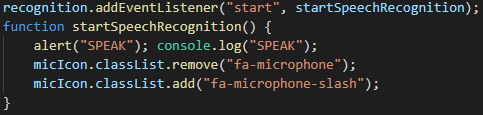 recognition.addEventListener("start", startSpeechRecognition);
function startSpeechRecognition() {
    alert("SPEAK"); console.log("SPEAK");
    micIcon.classList.remove("fa-microphone");
    micIcon.classList.add("fa-microphone-slash");
}